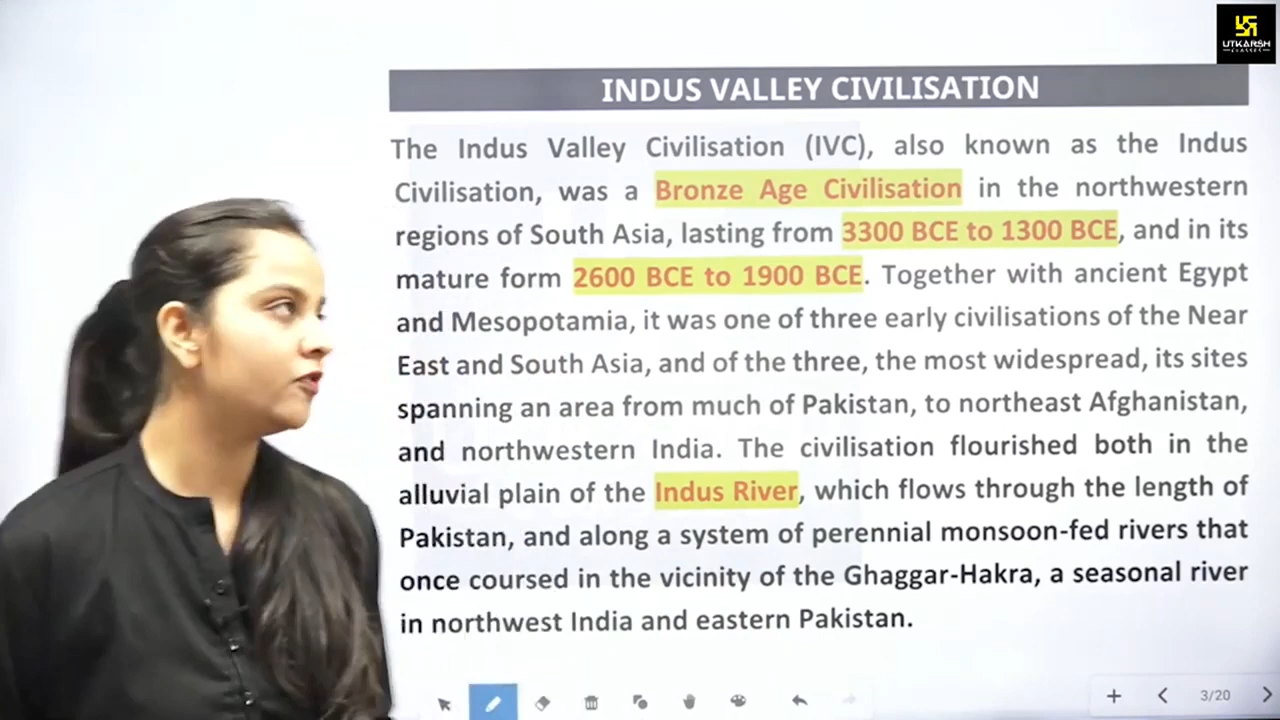 UTKARSH
CLASSES
INDUS VALLEY CIVILISATION
The Indus Valley Civilisation (IVC), also known as the Indus
Civilisation, was a Bronze Age Civilisation in the northwestern
regions of South Asia, lasting from 3300 BCE to 1300 BCE, and in its
mature form 2600 BCE to 1900 BCE. Together with ancient Egypt
and Mesopotamia, it was one of three early civilisations of the Near
East and South Asia, and of the three, the most widespread, its sites
spanning an area from much of Pakistan, to northeast Afghanistan,
and northwestern India. The civilisation flourished both in the
alluvial plain of the Indus River, which flows through the length of
Pakistan, and along a system of perennial monsoon-fed rivers that
once coursed in the vicinity of the Ghaggar-Hakra, a seasonal river
in northwest India and eastern Pakistan.
3/20